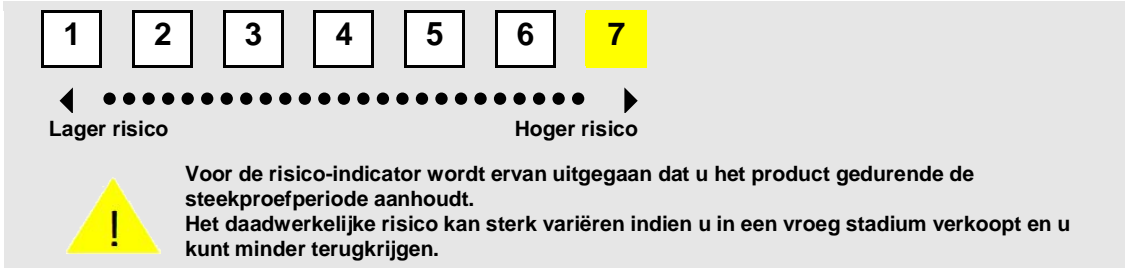 1 2 3 4 5 6 7
Lager risico Hoger risico
!
Voor de risico-indicator wordt ervan uitgegaan dat u het product gedurende de
steekproefperiode aanhoudt.
Het daadwerkelijke risico kan sterk variëren indien u in een vroeg stadium verkoopt en u
kunt minder terugkrijgen.